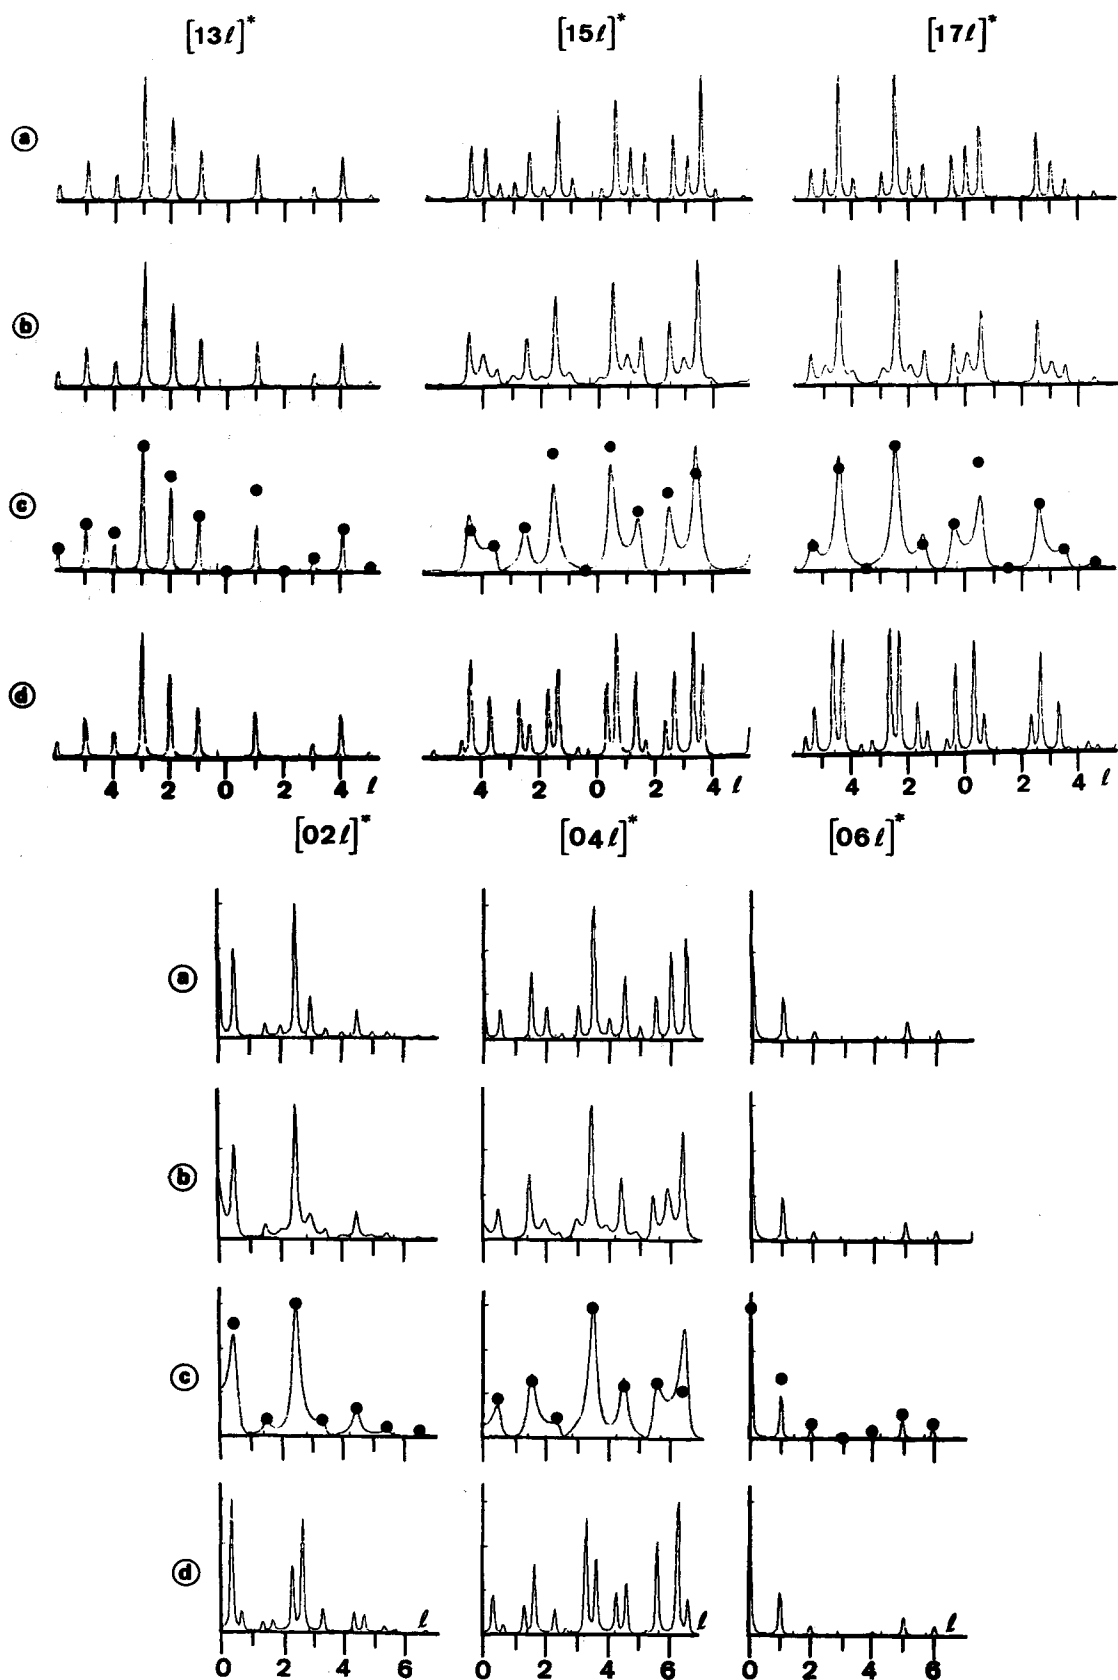 [13ℓ]* [15ℓ]* [17ℓ]*
a
b
c
d
4 2 0 2 4 ℓ 4 2 0 2 4 4 2 0 2 4 ℓ
[02ℓ]* [04ℓ]* [06ℓ]*
a
b
c
d
ℓ ℓ ℓ
0 2 4 6 0 2 4 6 0 2 4 6